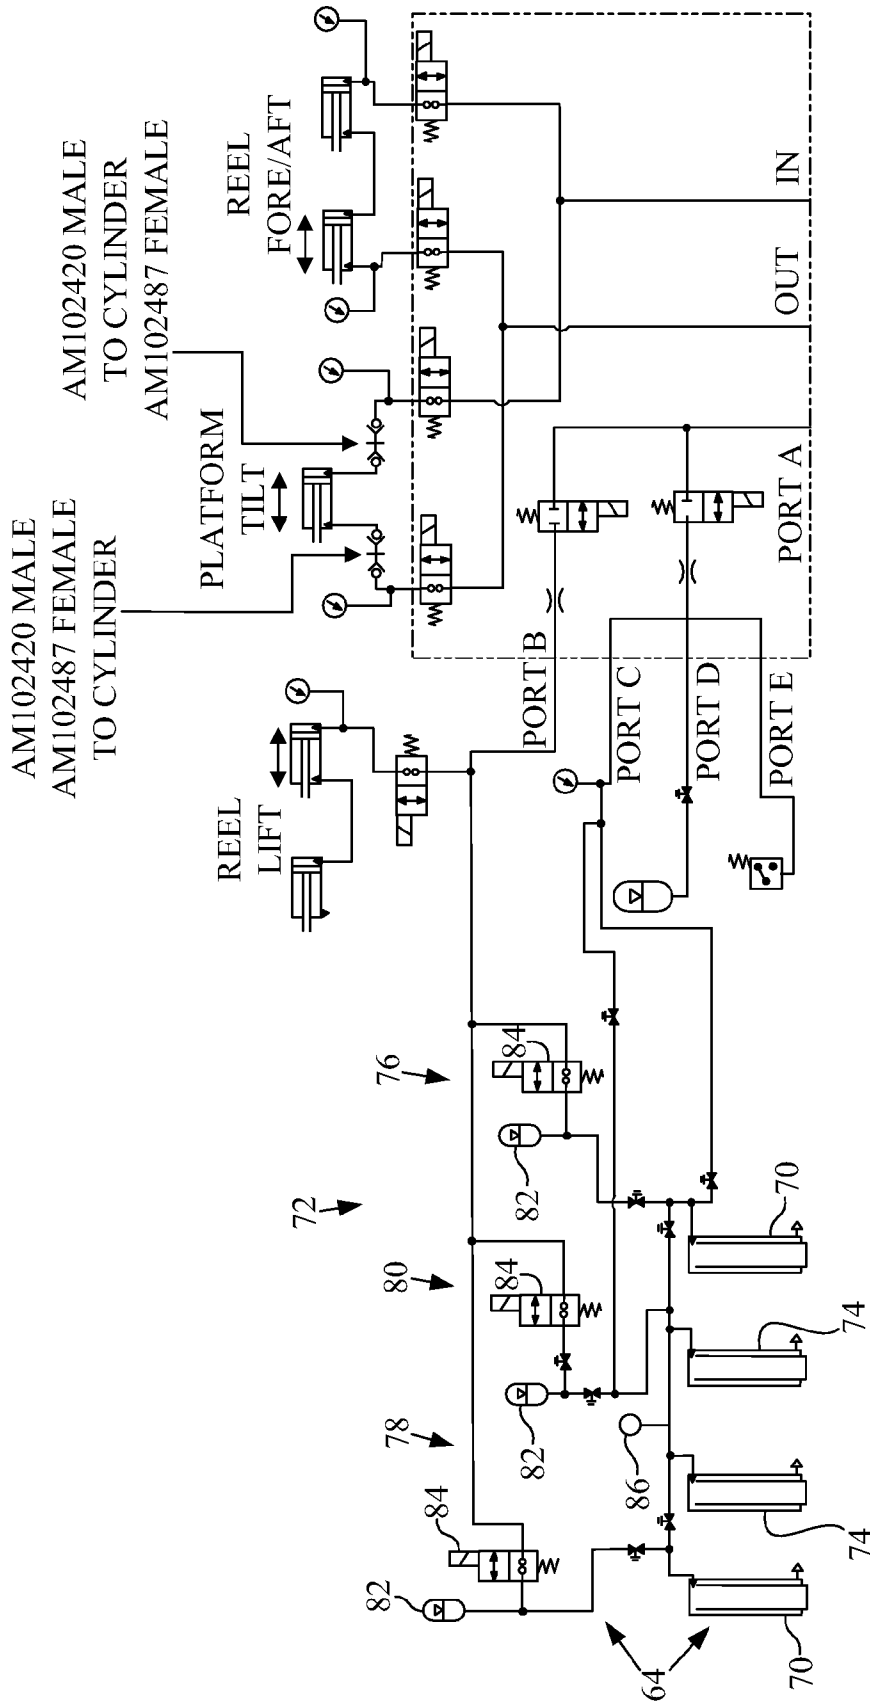 AM102420 MALE
AM102487 FEMALE
TO CYLINDER
AM102420 MALE
TO CYLINDER
AM102487 FEMALE
REEL
LIFT
PLATFORM
TILT
REEL
FORE/AFT
72
76
80
78
84
84
84
82
82
82
PORT B
PORT C
PORT D
PORT E
PORT A
OUT
IN
86
64
70
74
74
70